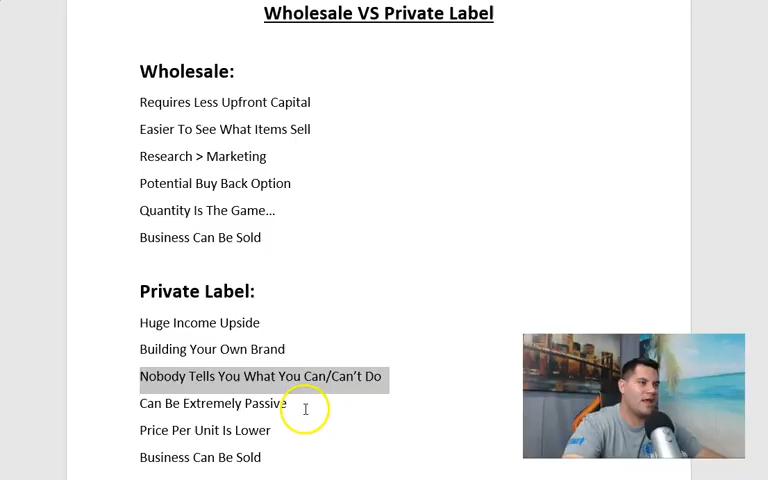 Wholesale VS Private Label
Wholesale:
Requires Less Upfront Capital
Easier To See What Items Sell
Research > Marketing
Potential Buy Back Option
Quantity Is The Game...
Business Can Be Sold
Private Label:
Huge Income Upside
Building Your Own Brand
Nobody Tells You What You Can/Can't Do
Can Be Extremely Passive
Price Per Unit Is Lower
Business Can Be Sold